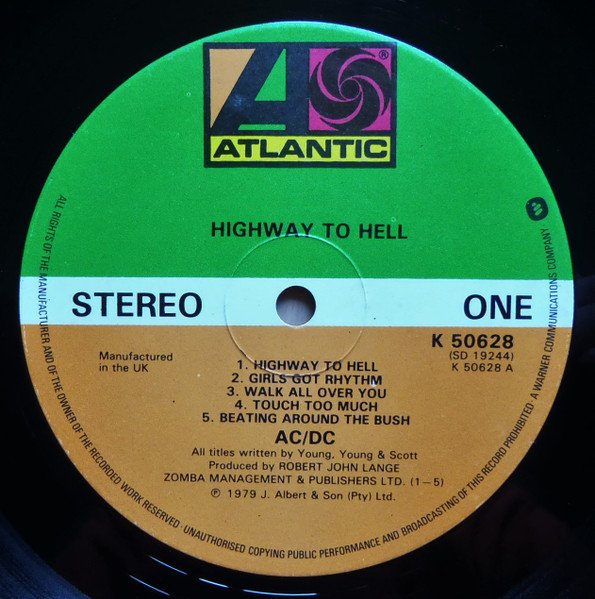 ATLANTIC
®
HIGHWAY TO HELL
STEREO
ONE
K 50628
(SD 19244)
K 50628 A
Manufactured
in the UK
1. HIGHWAY TO HELL
2. GIRLS GOT RHYTHM
3. WALK ALL OVER YOU
4. TOUCH TOO MUCH
5. BEATING AROUND THE BUSH
AC/DC
All titles written by Young, Young & Scott
Produced by ROBERT JOHN LANGE
ZOMBA MANAGEMENT & PUBLISHERS LTD. (1–5)
℗ 1979 J. Albert & Son (Pty) Ltd.
ALL RIGHTS OF THE MANUFACTURER AND OF THE OWNER OF THE RECORDED WORK RESERVED · UNAUTHORISED COPYING PUBLIC PERFORMANCE AND BROADCASTING OF THIS RECORD PROHIBITED A WARNER COMMUNICATIONS COMPANY